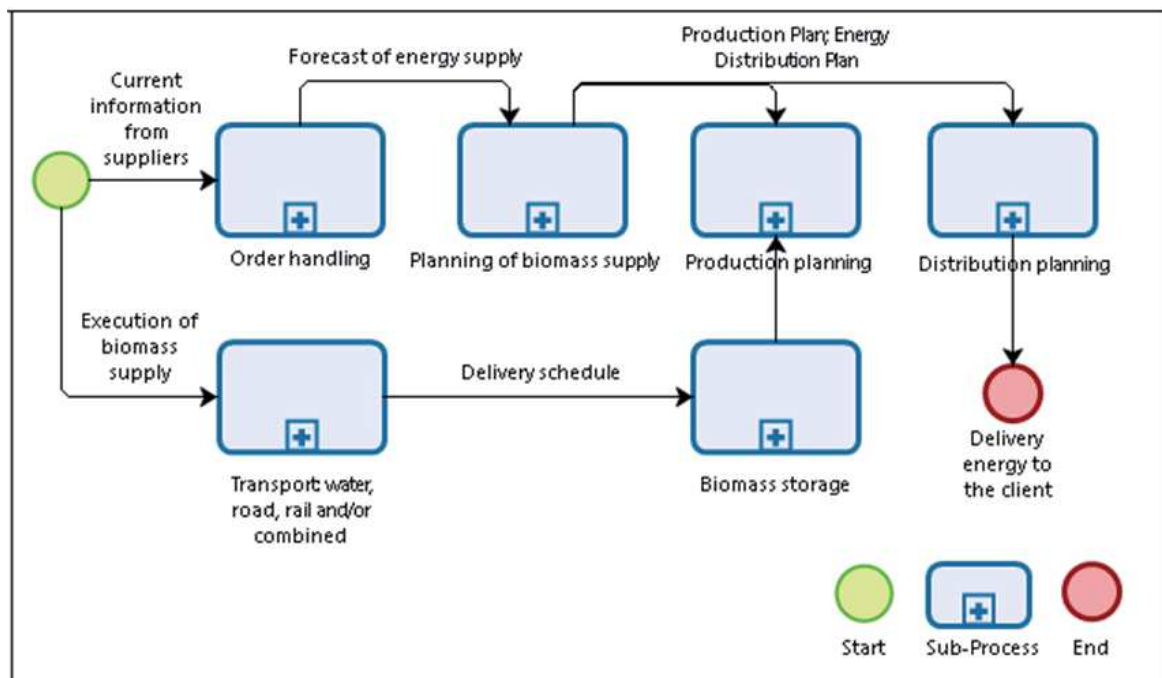 Production Plan; Energy
Distribution Plan
Forecast of energy supply
Current
information
from
suppliers
Order handling
Planning of biomass supply
Production planning
Distribution planning
Execution of
biomass
supply
Delivery schedule
Transport water,
road, rail and/or
combined
Biomass storage
Delivery
energy to
the client
Start
Sub-Process
End